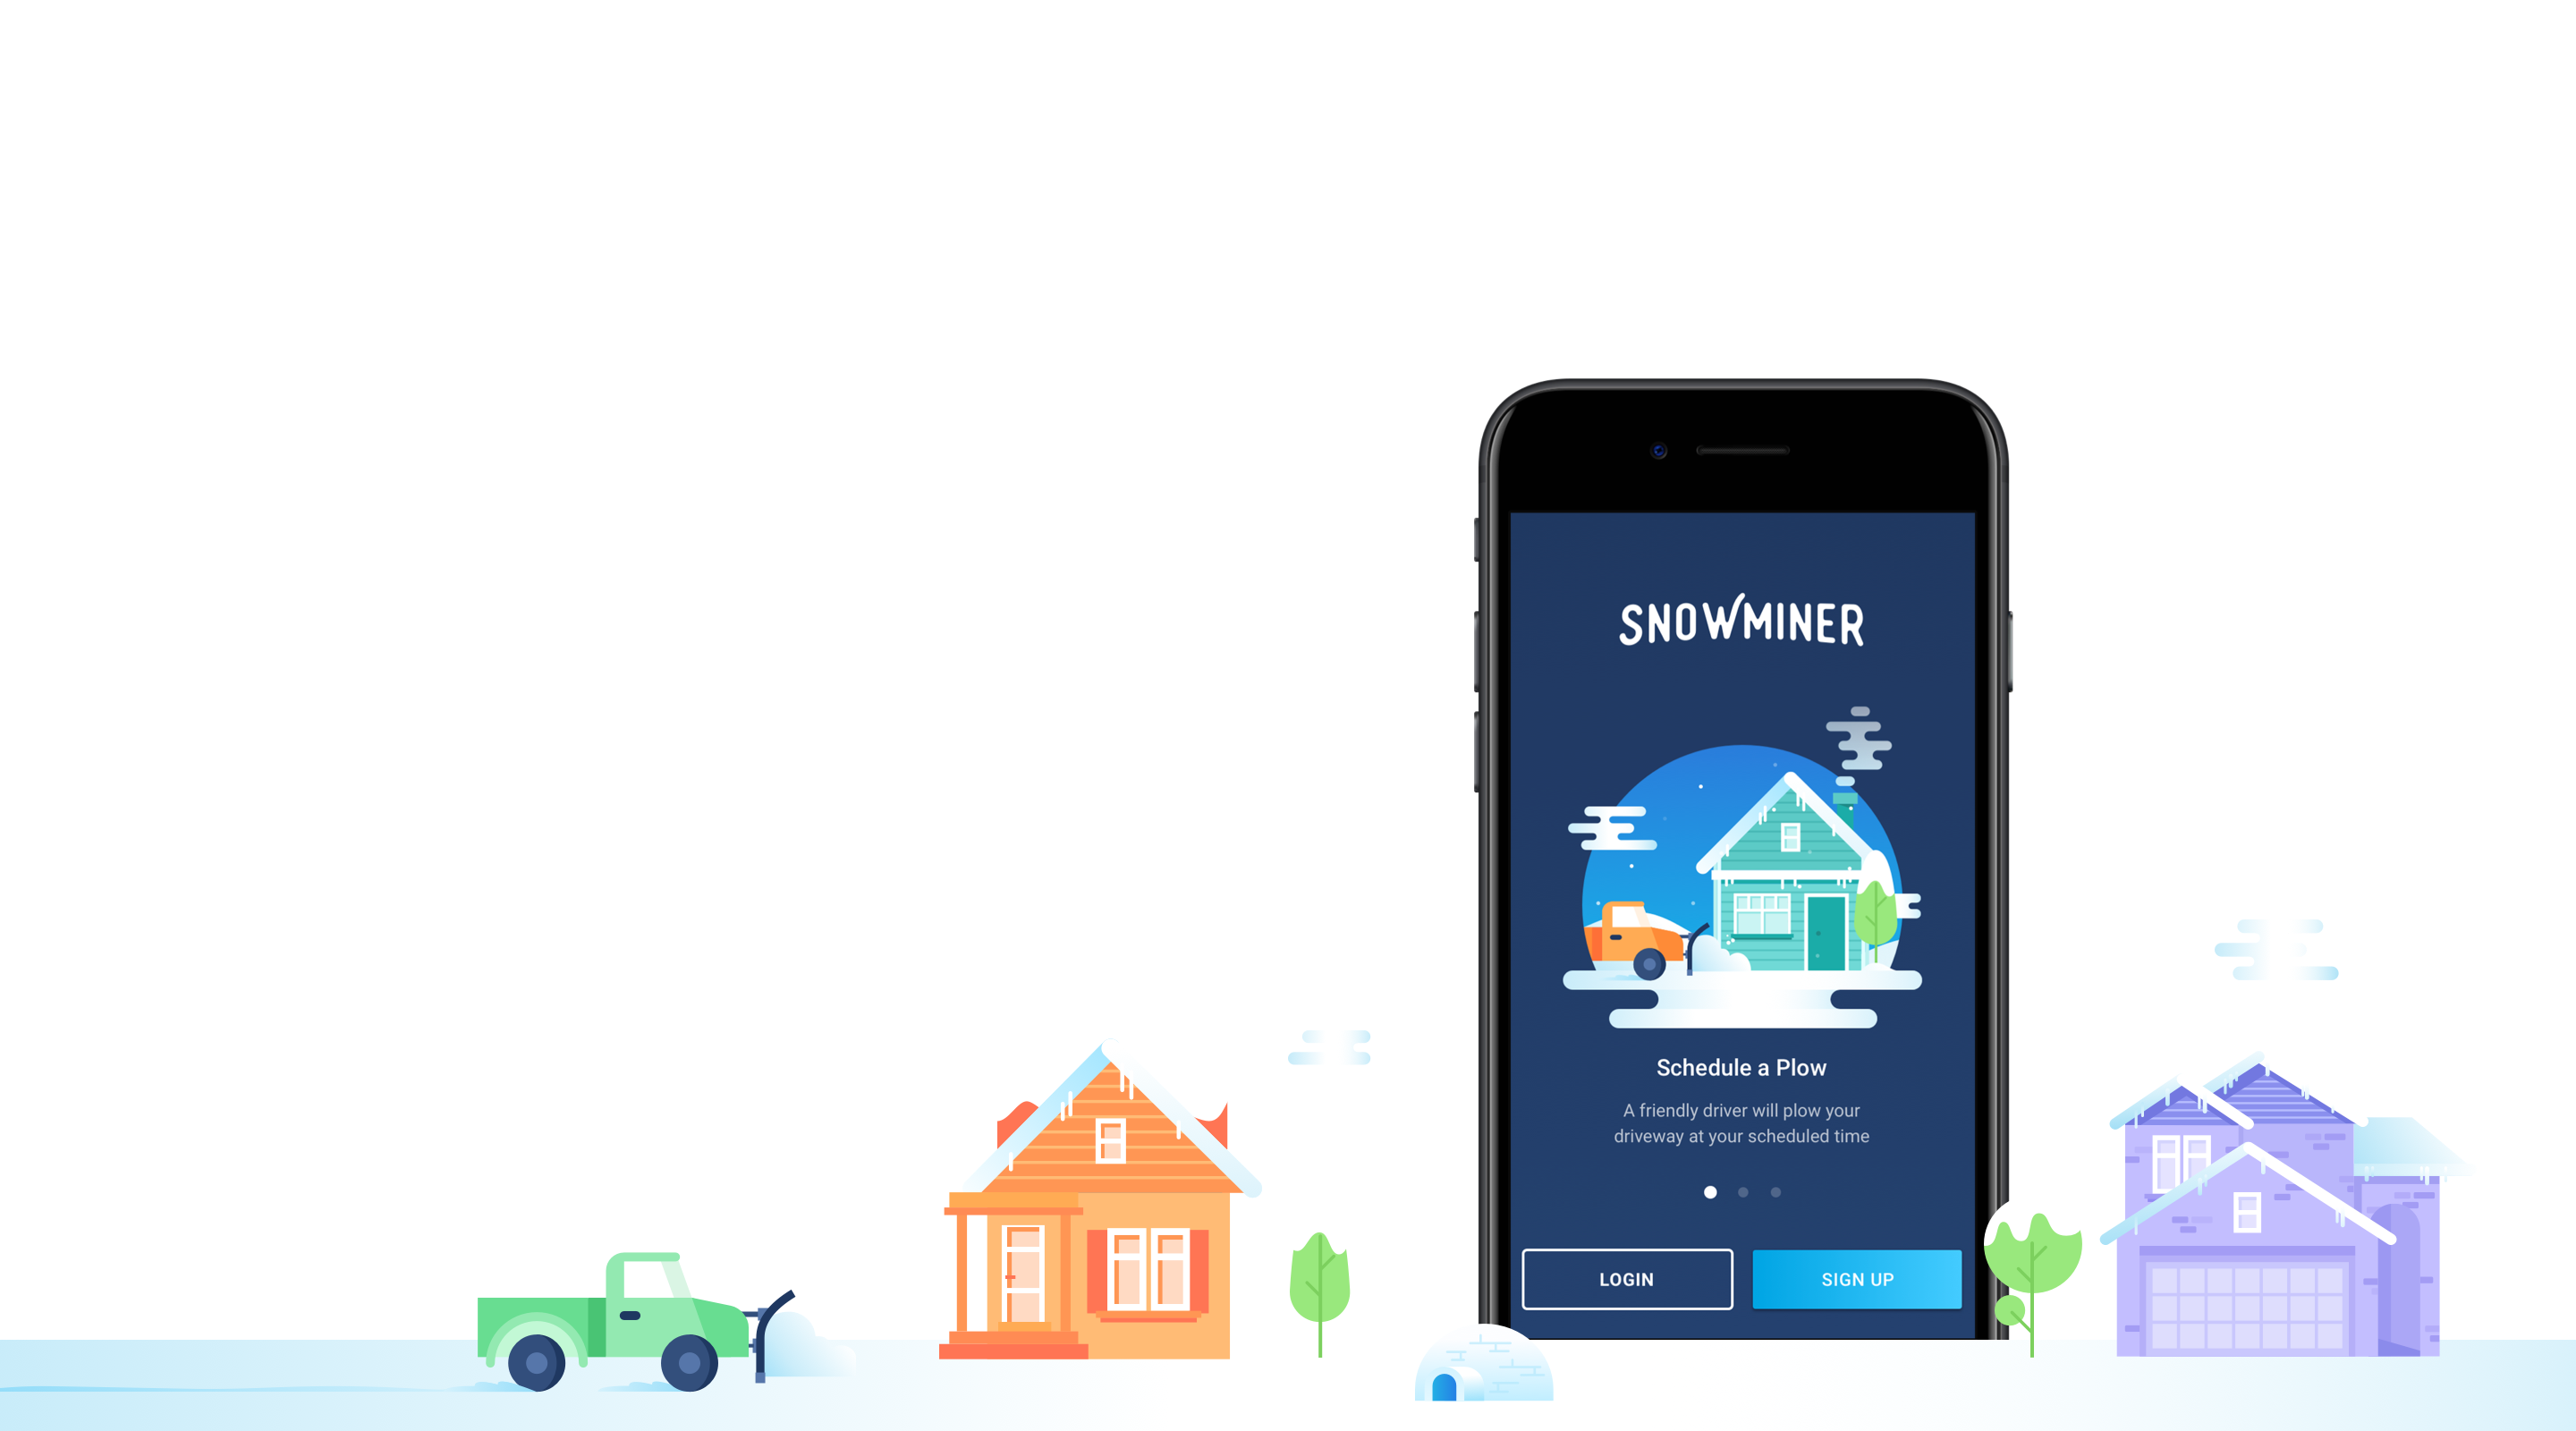 SNOWMINER
Schedule a Plow
A friendly driver will plow your
driveway at your scheduled time
LOGIN
SIGN UP